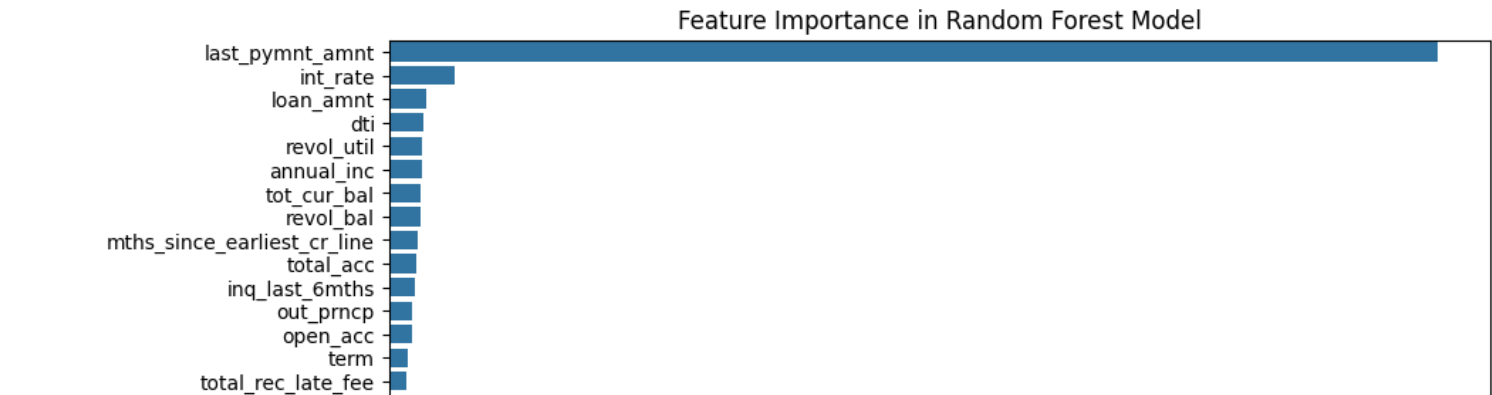 Feature Importance in Random Forest Model
last_pymnt_amnt
int_rate
loan_amnt
dti
revol_util
annual_inc
tot_cur_bal
revol_bal
mths_since_earliest_cr_line
total_acc
inq_last_6mths
out_prncp
open_acc
term
total_rec_late_fee